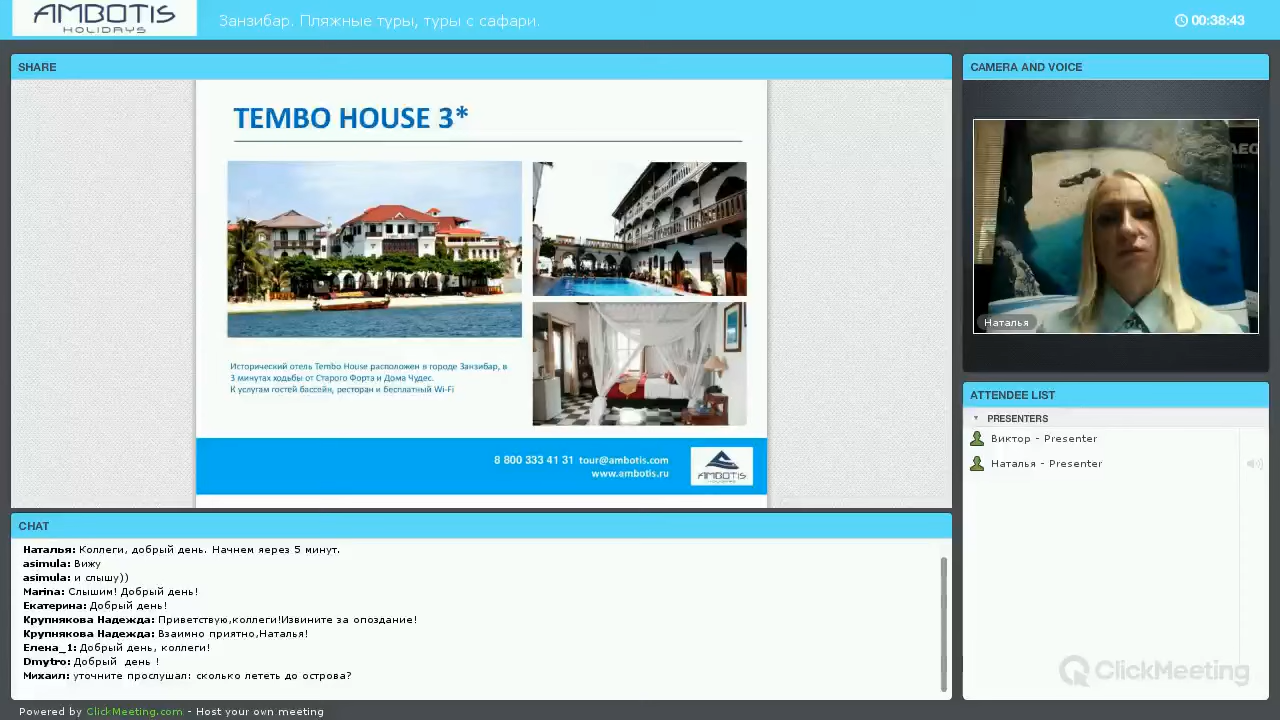 AMBOTIS
HOLIDAYS
Занзибар. Пляжные туры, туры с сафари.
00:38:43
SHARE
TEMBO HOUSE 3*
Исторический отель Tembo House расположен в городе Занзибар, в
3 минутах ходьбы от Старого Форта и Дома Чудес.
К услугам гостей бассейн, ресторан и бесплатный Wi-Fi
8 800 333 41 31 tour@ambotis.com
www.ambotis.ru
AMBOTIS
HOLIDAYS
CAMERA AND VOICE
Наталья
ATTENDEE LIST
PRESENTERS
Виктор - Presenter
Наталья - Presenter
CHAT
Наталья: Коллеги, добрый день. Начнем яерез 5 минут.
asimula: Вижу
asimula: и слышу))
Marina: Слышим! Добрый день!
Екатерина: Добрый день!
Крупнякова Надежда: Приветствую,коллеги!Извините за опоздание!
Крупнякова Надежда: Взаимно приятно,Наталья!
Елена_1: Добрый день, коллеги!
Dmytro: Добрый  день !
Михаил: уточните прослушал: сколько лететь до острова?
ClickMeeting
Powered by ClickMeeting.com - Host your own meeting